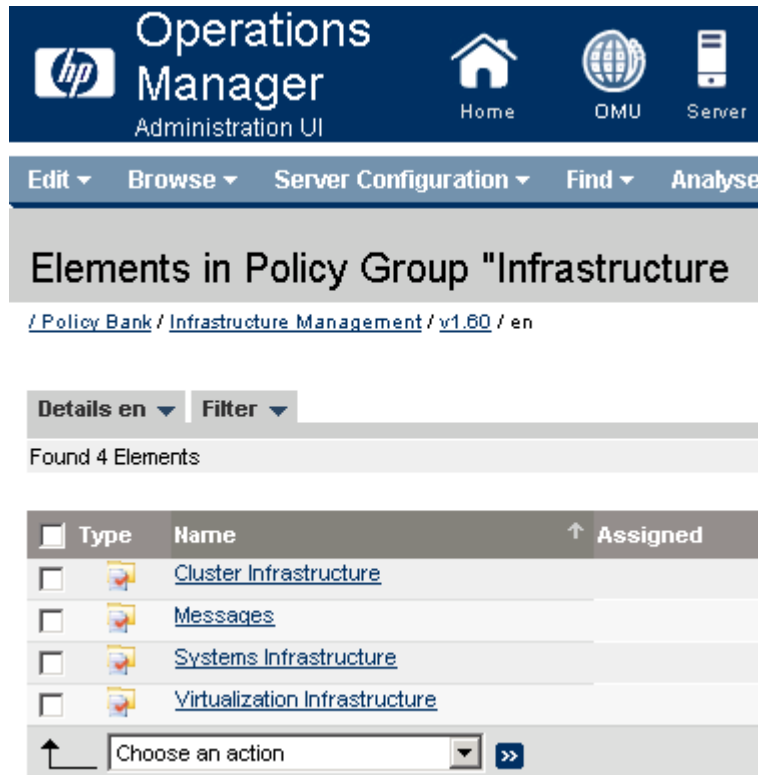 hp
Operations
Manager
Administration UI
Home
OMU
Server
Edit Browse Server Configuration Find Analyse
Elements in Policy Group "Infrastructure
/ Policy Bank / Infrastructure Management / v1.60 / en
Details en Filter
Found 4 Elements
Type Name Assigned
Cluster Infrastructure
Messages
Systems Infrastructure
Virtualization Infrastructure
Choose an action